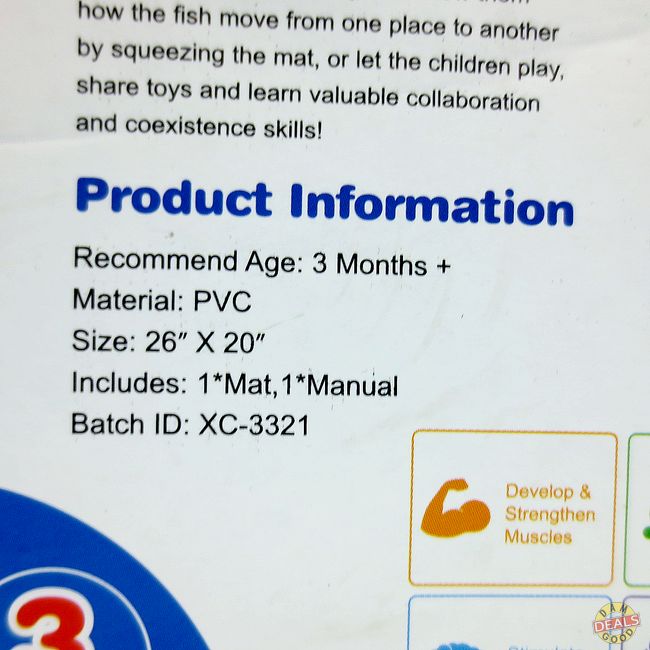 how the fish move from one place to another
by squeezing the mat, or let the children play,
share toys and learn valuable collaboration
and coexistence skills!
Product Information
Recommend Age: 3 Months +
Material: PVC
Size: 26″ X 20″
Includes: 1*Mat,1*Manual
Batch ID: XC-3321
Develop &
Strengthen
Muscles
3
DAM
DEALS
GOOD